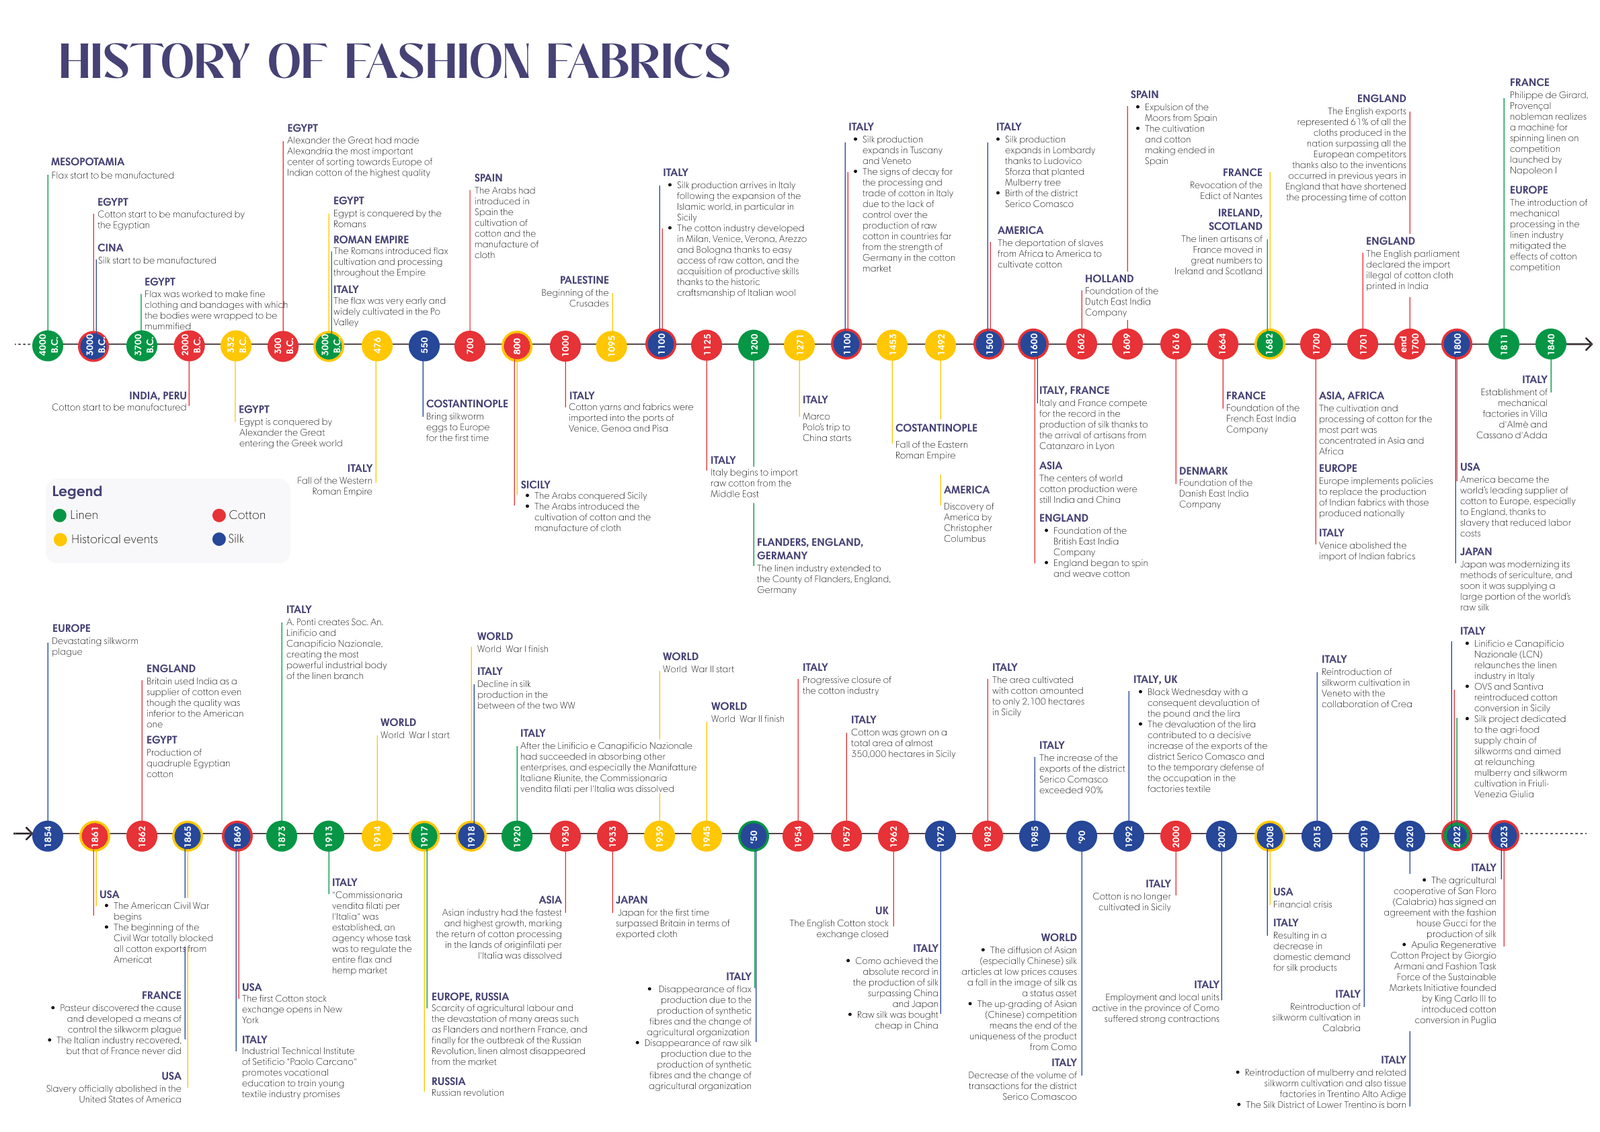 HISTORY OF FASHION FABRICS
MESOPOTAMIA
Flax start to be manufactured
EGYPT
Cotton start to be manufactured by
the Egyptian
CINA
Silk start to be manufactured
EGYPT
Flax was worked to make fine
clothing and bandages with which
the bodies were wrapped to be
mummified
EGYPT
Alexander the Great had made
Alexandria the most important
center of sorting towards Europe of
Indian cotton of the highest quality
EGYPT
Egypt is conquered by the
Romans
ROMAN EMPIRE
The Romans introduced flax
cultivation and processing
throughout the Empire
ITALY
The flax was very early and
widely cultivated in the Po
Valley
SPAIN
The Arabs had
introduced in
Spain the
cultivation of
cotton and the
manufacture of
cloth
PALESTINE
Beginning of the
Crusades
ITALY
• Silk production arrives in Italy
following the expansion of the
Islamic world, in particular in
Sicily
• The cotton industry developed
in Milan, Venice, Verona, Arezzo
and Bologna thanks to easy
access of raw cotton, and the
acquisition of productive skills
thanks to the historic
craftsmanship of Italian wool
ITALY
• Silk production
expands in Tuscany
and Veneto
• The signs of decay for
the processing and
trade of cotton in Italy
due to the lack of
control over the
production of raw
cotton in countries far
from the strength of
Germany in the cotton
market
ITALY
• Silk production
expands in Lombardy
thanks to Ludovico
Sforza that planted
Mulberry tree
• Birth of the district
Serico Comasco
AMERICA
The deportation of slaves
from Africa to America to
cultivate cotton
HOLLAND
Foundation of the
Dutch East India
Company
SPAIN
• Expulsion of the
Moors from Spain
• The cultivation
and cotton
making ended in
Spain
FRANCE
Revocation of the
Edict of Nantes
IRELAND,
SCOTLAND
The linen artisans of
France moved in
great numbers to
Ireland and Scotland
ENGLAND
The English exports
represented 61% of all the
cloths produced in the
nation surpassing all the
European competitors
thanks also to the inventions
occurred in previous years in
England that have shortened
the processing time of cotton
ENGLAND
The English parliament
declared the import
illegal of cotton cloth
printed in India
FRANCE
Philippe de Girard,
Provençal
nobleman realizes
a machine for
spinning linen on
competition
launched by
Napoleon I
EUROPE
The introduction of
mechanical
processing in the
linen industry
mitigated the
effects of cotton
competition
4000 B.C.
3000 B.C.
3700 B.C.
2000 B.C.
332 B.C.
300 B.C.
3000 B.C.
476
550
700
800
1000
1095
1100
1125
1200
1271
1100
1453
1492
1500
1600
1602
1609
1616
1664
1682
1700
1701
end 1700
1800
1811
1840
INDIA, PERU
Cotton start to be manufactured
EGYPT
Egypt is conquered by
Alexander the Great
entering the Greek world
ITALY
Fall of the Western
Roman Empire
COSTANTINOPLE
Bring silkworm
eggs to Europe
for the first time
SICILY
• The Arabs conquered Sicily
• The Arabs introduced the
cultivation of cotton and the
manufacture of cloth
ITALY
Cotton yarns and fabrics were
imported into the ports of
Venice, Genoa and Pisa
ITALY
Italy begins to import
raw cotton from the
Middle East
FLANDERS, ENGLAND,
GERMANY
The linen industry extended to
the County of Flanders, England,
Germany
ITALY
Marco
Polo's trip to
China starts
COSTANTINOPLE
Fall of the Eastern
Roman Empire
AMERICA
Discovery of
America by
Christopher
Columbus
ITALY, FRANCE
Italy and France compete
for the record in the
production of silk thanks to
the arrival of artisans from
Catanzaro in Lyon
ASIA
The centers of world
cotton production were
still India and China
ENGLAND
• Foundation of the
British East India
Company
• England began to spin
and weave cotton
DENMARK
Foundation of the
Danish East India
Company
FRANCE
Foundation of the
French East India
Company
ASIA, AFRICA
The cultivation and
processing of cotton for the
most part was
concentrated in Asia and
Africa
EUROPE
Europe implements policies
to replace the production
of Indian fabrics with those
produced nationally
ITALY
Venice abolished the
import of Indian fabrics
USA
America became the
world's leading supplier of
cotton to Europe, especially
to England, thanks to
slavery that reduced labor
costs
JAPAN
Japan was modernizing its
methods of sericulture, and
soon it was supplying a
large portion of the world's
raw silk
ITALY
Establishment of
mechanical
factories in Villa
d'Almè and
Cassano d'Adda
Legend
Linen
Cotton
Historical events
Silk
EUROPE
Devastating silkworm
plague
ENGLAND
Britain used India as a
supplier of cotton even
though the quality was
inferior to the American
one
EGYPT
Production of
quadruple Egyptian
cotton
ITALY
A. Ponti creates Soc. An.
Linificio and
Canapificio Nazionale,
creating the most
powerful industrial body
of the linen branch
WORLD
World War I start
WORLD
World War I finish
ITALY
Decline in silk
production in the
between of the two WW
ITALY
After the Linificio e Canapificio Nazionale
had succeeded in absorbing other
enterprises, and especially the Manifatture
Italiane Riunite, the Commissionaria
vendita filati per l'Italia was dissolved
WORLD
World War II start
WORLD
World War II finish
ITALY
Progressive closure of
the cotton industry
ITALY
Cotton was grown on a
total area of almost
350,000 hectares in Sicily
ITALY
The area cultivated
with cotton amounted
to only 2,100 hectares
in Sicily
ITALY
The increase of the
exports of the district
Serico Comasco
exceeded 90%
ITALY, UK
• Black Wednesday with a
consequent devaluation of
the pound and the lira
• The devaluation of the lira
contributed to a decisive
increase of the exports of the
district Serico Comasco and
to the temporary defense of
the occupation in the
factories textile
ITALY
Reintroduction of
silkworm cultivation in
Veneto with the
collaboration of Crea
ITALY
• Linificio e Canapificio
Nazionale (LCN)
relaunches the linen
industry in Italy
• OVS and Santiva
reintroduced cotton
conversion in Sicily
• Silk project dedicated
to the agri-food
supply chain of
silkworms and aimed
at relaunching
mulberry and silkworm
cultivation in Friuli-
Venezia Giulia
1854
1861
1862
1865
1869
1873
1913
1914
1917
1918
1920
1930
1933
1939
1945
'50
1954
1957
1962
1972
1982
1985
'90
1992
2000
2007
2008
2015
2019
2020
2022
2023
USA
• The American Civil War
begins
• The beginning of the
Civil War totally blocked
all cotton exports from
Americat
FRANCE
• Pasteur discovered the cause
and developed a means of
control the silkworm plague
• The Italian industry recovered,
but that of France never did
USA
Slavery officially abolished in the
United States of America
USA
The first Cotton stock
exchange opens in New
York
ITALY
Industrial Technical Institute
of Setificio "Paolo Carcano"
promotes vocational
education to train young
textile industry promises
ITALY
"Commissionaria
vendita filati per
l'Italia" was
established, an
agency whose task
was to regulate the
entire flax and
hemp market
EUROPE, RUSSIA
Scarcity of agricultural labour and
the devastation of many areas such
as Flanders and northern France, and
finally for the outbreak of the Russian
Revolution, linen almost disappeared
from the market
RUSSIA
Russian revolution
ASIA
Asian industry had the fastest
and highest growth, marking
the return of cotton processing
in the lands of originfilati per
l'Italia was dissolved
JAPAN
Japan for the first time
surpassed Britain in terms of
exported cloth
ITALY
• Disappearance of flax
production due to the
production of synthetic
fibres and the change of
agricultural organization
• Disappearance of raw silk
production due to the
production of synthetic
fibres and the change of
agricultural organization
UK
The English Cotton stock
exchange closed
ITALY
• Como achieved the
absolute record in
the production of silk
surpassing China
and Japan
• Raw silk was bought
cheap in China
WORLD
• The diffusion of Asian
(especially Chinese) silk
articles at low prices causes
a fall in the image of silk as
a status asset
• The up-grading of Asian
(Chinese) competition
means the end of the
uniqueness of the product
from Como
ITALY
Decrease of the volume of
transactions for the district
Serico Comascoo
ITALY
Cotton is no longer
cultivated in Sicily
ITALY
Employment and local units
active in the province of Como
suffered strong contractions
USA
Financial crisis
ITALY
Resulting in a
decrease in
domestic demand
for silk products
ITALY
Reintroduction of
silkworm cultivation in
Calabria
ITALY
• Reintroduction of mulberry and related
silkworm cultivation and also tissue
factories in Trentino Alto Adige
• The Silk District of Lower Trentino is born
ITALY
• The agricultural
cooperative of San Floro
(Calabria) has signed an
agreement with the fashion
house Gucci for the
production of silk
• Apulia Regenerative
Cotton Project by Giorgio
Armani and Fashion Task
Force of the Sustainable
Markets Initiative founded
by King Carlo III to
introduced cotton
conversion in Puglia